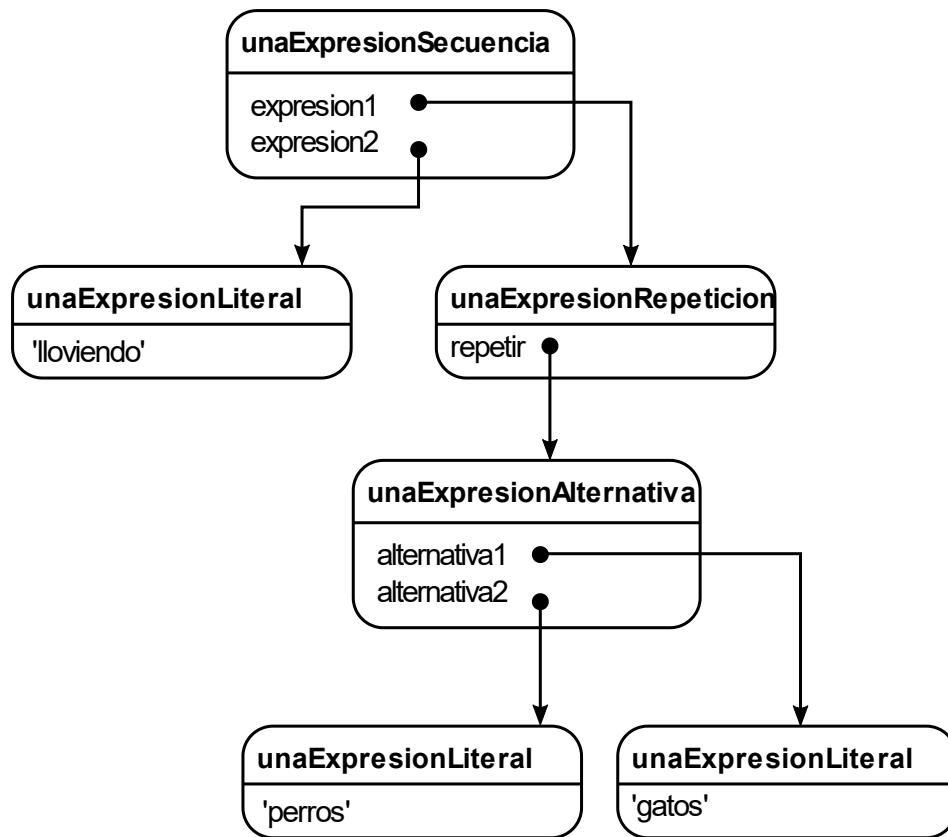 unaExpresionSecuencia
expresion1
expresion2
unaExpresionLiteral
'lloviendo'
unaExpresionRepeticion
repetir
unaExpresionAlternativa
alternativa1
alternativa2
unaExpresionLiteral
'perros'
unaExpresionLiteral
'gatos'